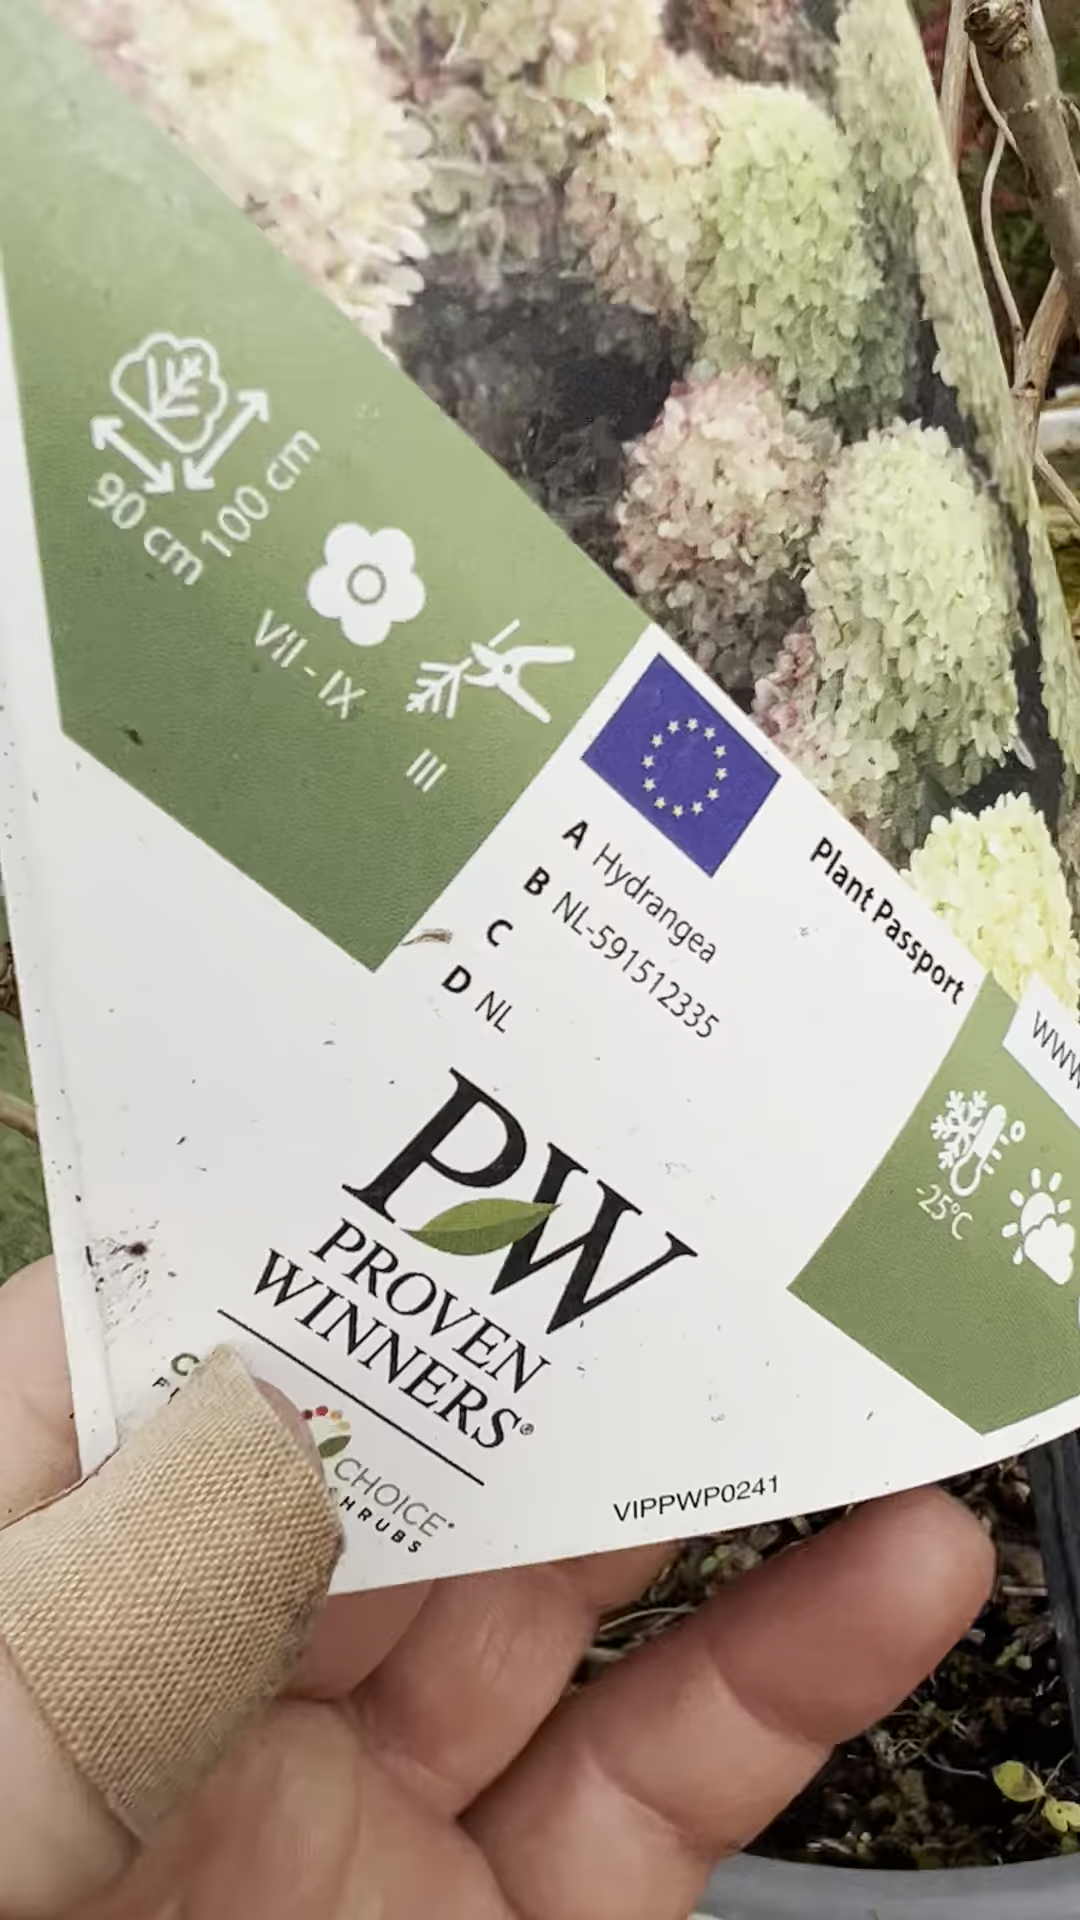 90 cm
100 cm
VII - IX
III
A Hydrangea
B NL-591512335
C
D NL
Plant Passport
WWW
-25°C
PW
PROVEN
WINNERS®
CHOICE®
SHRUBS
VIPPWP0241